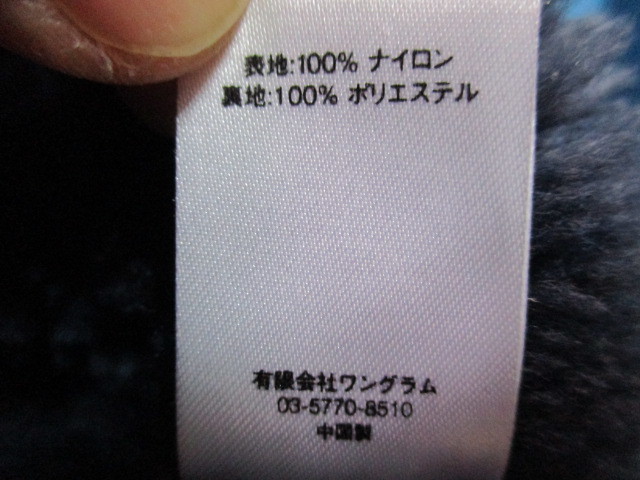 表地:100% ナイロン
裏地:100% ポリエステル
有限会社ワングラム
03-5770-8510
中国製